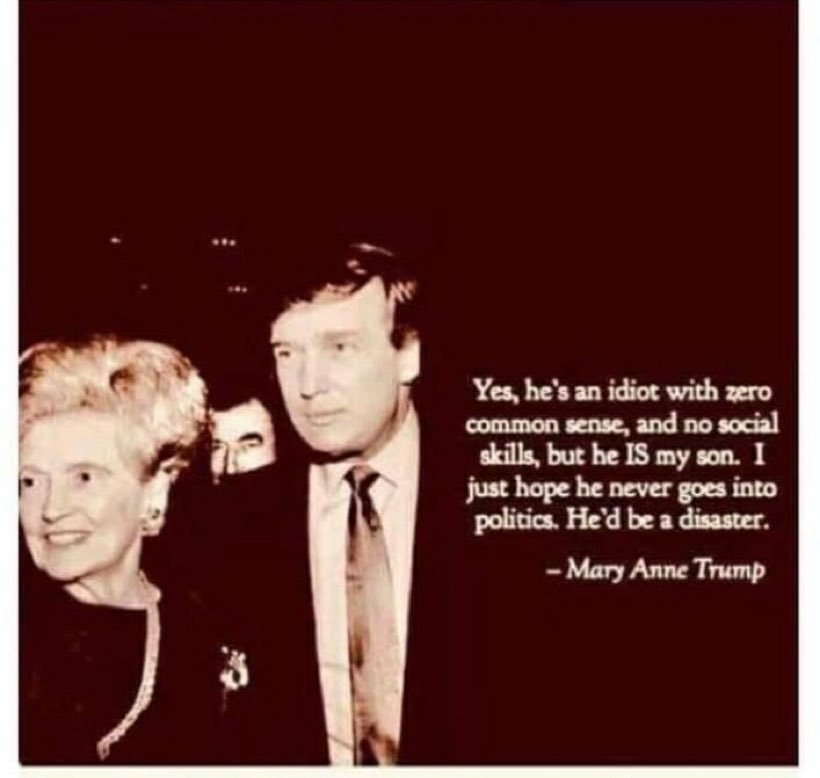 Yes, he's an idiot with zero
common sense, and no social
skills, but he IS my son. I
just hope he never goes into
politics. He'd be a disaster.
– Mary Anne Trump